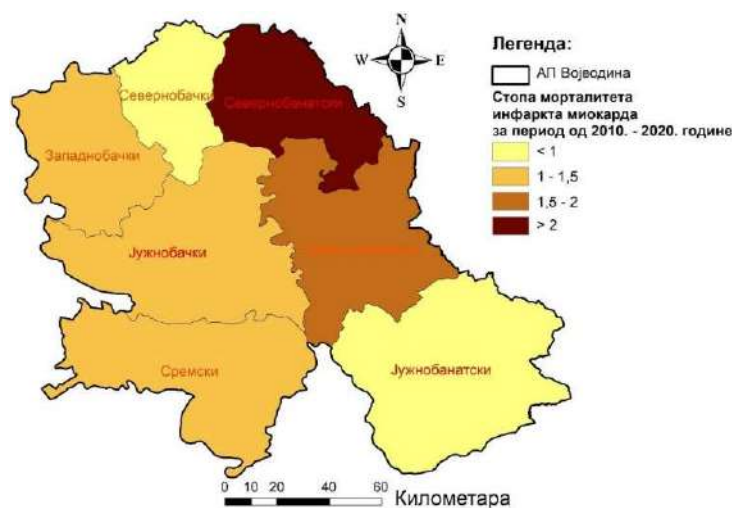 N
W E
S
Легенда:
АП Војводина
Стопа морталитета
инфаркта миокарда
за период од 2010. - 2020. године
< 1
1 - 1,5
1,5 - 2
> 2
Севернобачки
Севернобанатски
Западнобачки
Јужнобачки
Сремски
Јужнобанатски
0 10 20 40 60
Километара